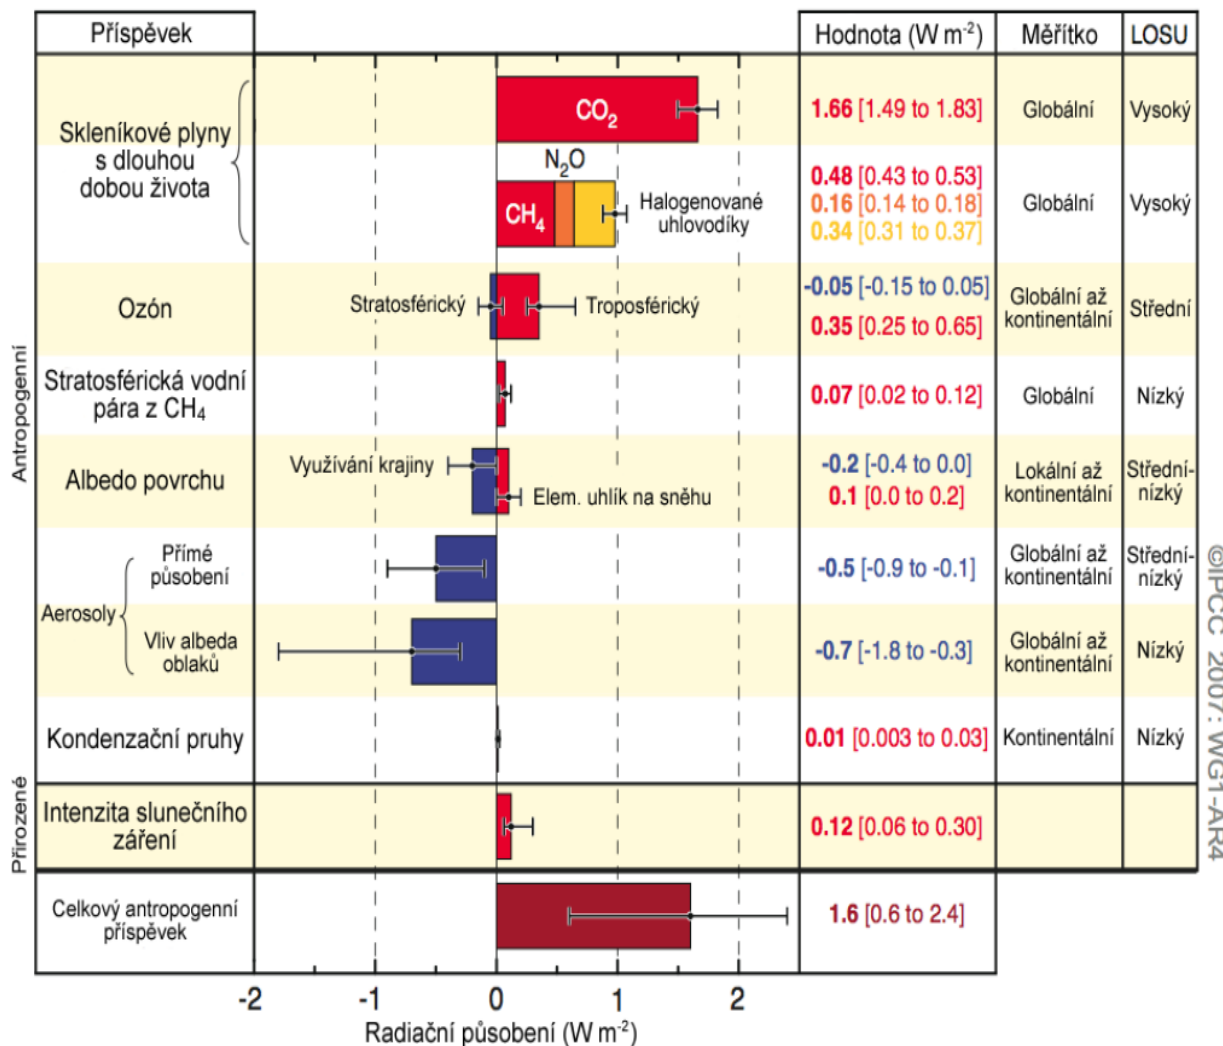 Příspěvek
Hodnota (W m-2)
Měřítko
LOSU
Antropogenní
Skleníkové plyny
s dlouhou
dobou života
CO2
1.66 [1.49 to 1.83]
Globální
Vysoký
N2O
CH4
Halogenované
uhlovodíky
0.48 [0.43 to 0.53]
0.16 [0.14 to 0.18]
0.34 [0.31 to 0.37]
Globální
Vysoký
Ozón
Stratosférický
Troposférický
-0.05 [-0.15 to 0.05]
0.35 [0.25 to 0.65]
Globální až
kontinentální
Střední
Stratosférická vodní
pára z CH4
0.07 [0.02 to 0.12]
Globální
Nízký
Albedo povrchu
Využívání krajiny
Elem. uhlík na sněhu
-0.2 [-0.4 to 0.0]
0.1 [0.0 to 0.2]
Lokální až
kontinentální
Střední-
nízký
Aerosoly
Přímé
působení
-0.5 [-0.9 to -0.1]
Globální až
kontinentální
Střední-
nízký
Vliv albeda
oblaků
-0.7 [-1.8 to -0.3]
Globální až
kontinentální
Nízký
Kondenzační pruhy
0.01 [0.003 to 0.03]
Kontinentální
Nízký
Přirozené
Intenzita slunečního
záření
0.12 [0.06 to 0.30]
Celkový antropogenní
příspěvek
1.6 [0.6 to 2.4]
-2 -1 0 1 2
Radiační působení (W m-2)
©IPCC 2007: WG1-AR4